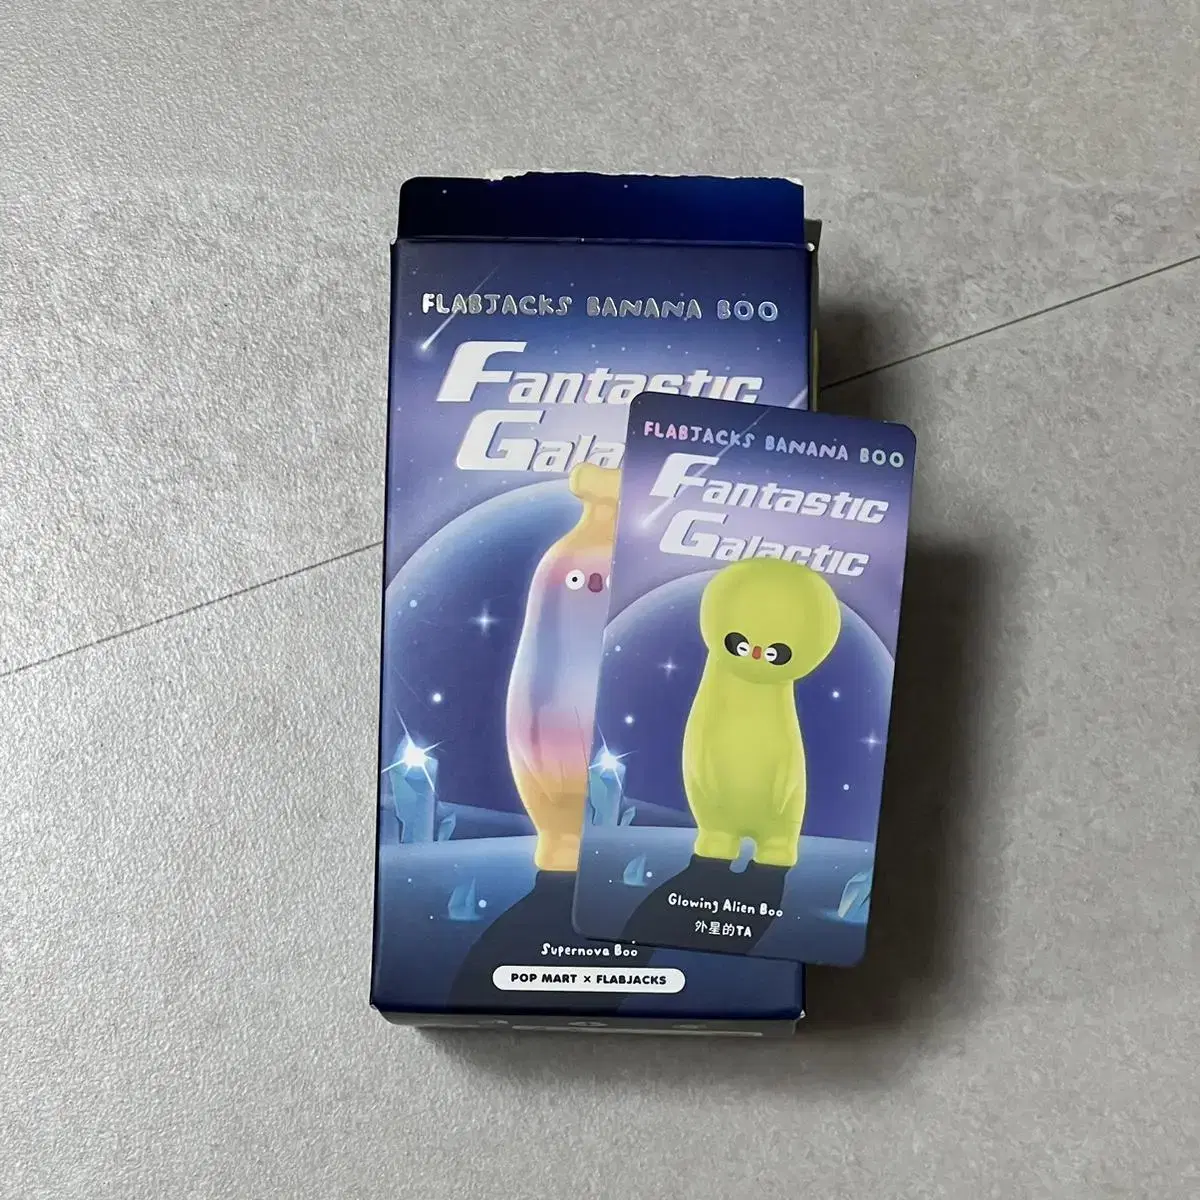 FLABJACKS BANANA BOO
Fantastic
Gala
Supernova Boo
POP MART × FLABJACKS
FLABJACKS BANANA BOO
Fantastic
Galactic
Glowing Alien Boo
外星的TA